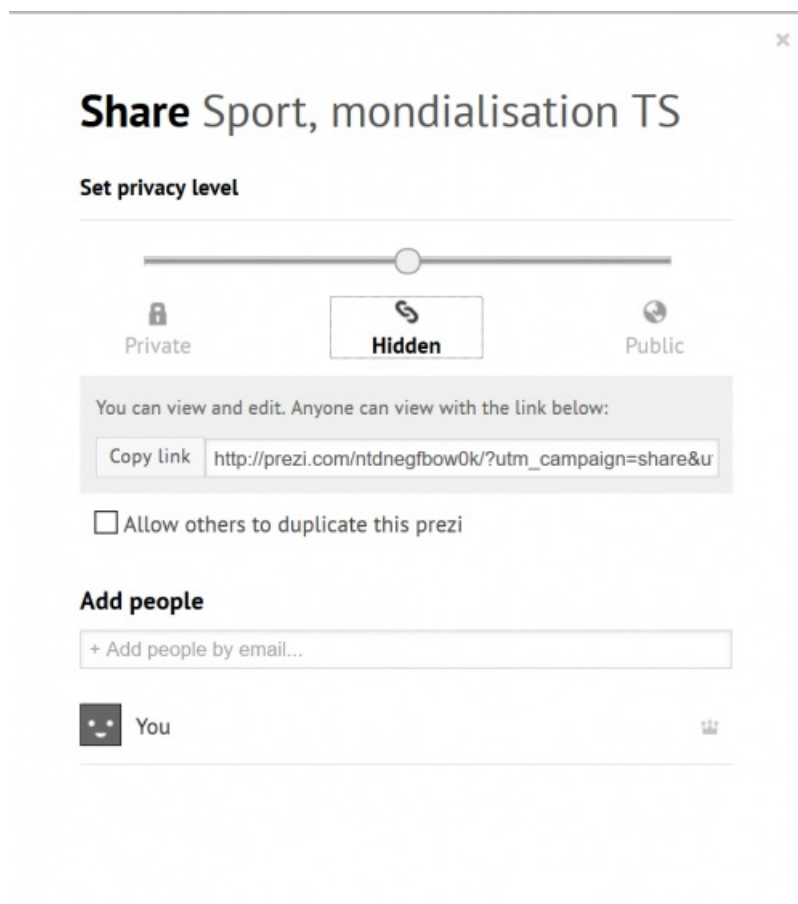 Share Sport, mondialisation TS
Set privacy level
Private
Hidden
Public
You can view and edit. Anyone can view with the link below:
Copy link http://prezi.com/ntdnegfbow0k/?utm_campaign=share&u
Allow others to duplicate this prezi
Add people
+ Add people by email...
You